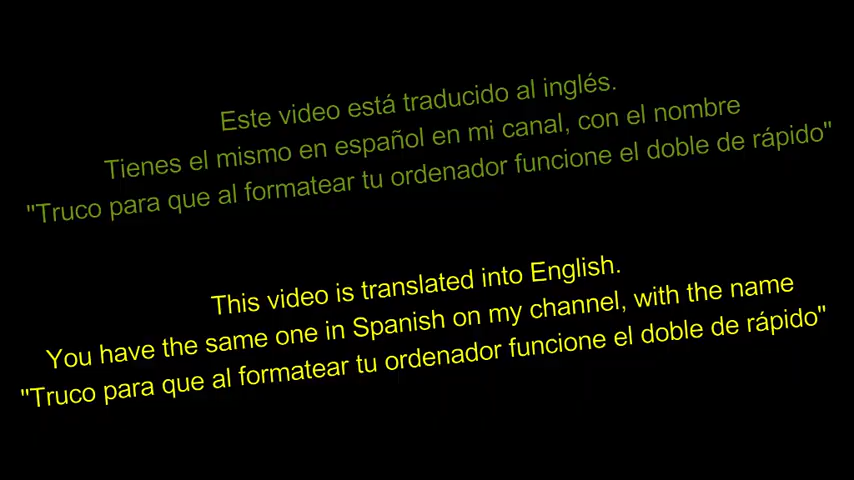 Este video está traducido al inglés.
Tienes el mismo en español en mi canal, con el nombre
"Truco para que al formatear tu ordenador funcione el doble de rápido"
This video is translated into English.
You have the same one in Spanish on my channel, with the name
"Truco para que al formatear tu ordenador funcione el doble de rápido"